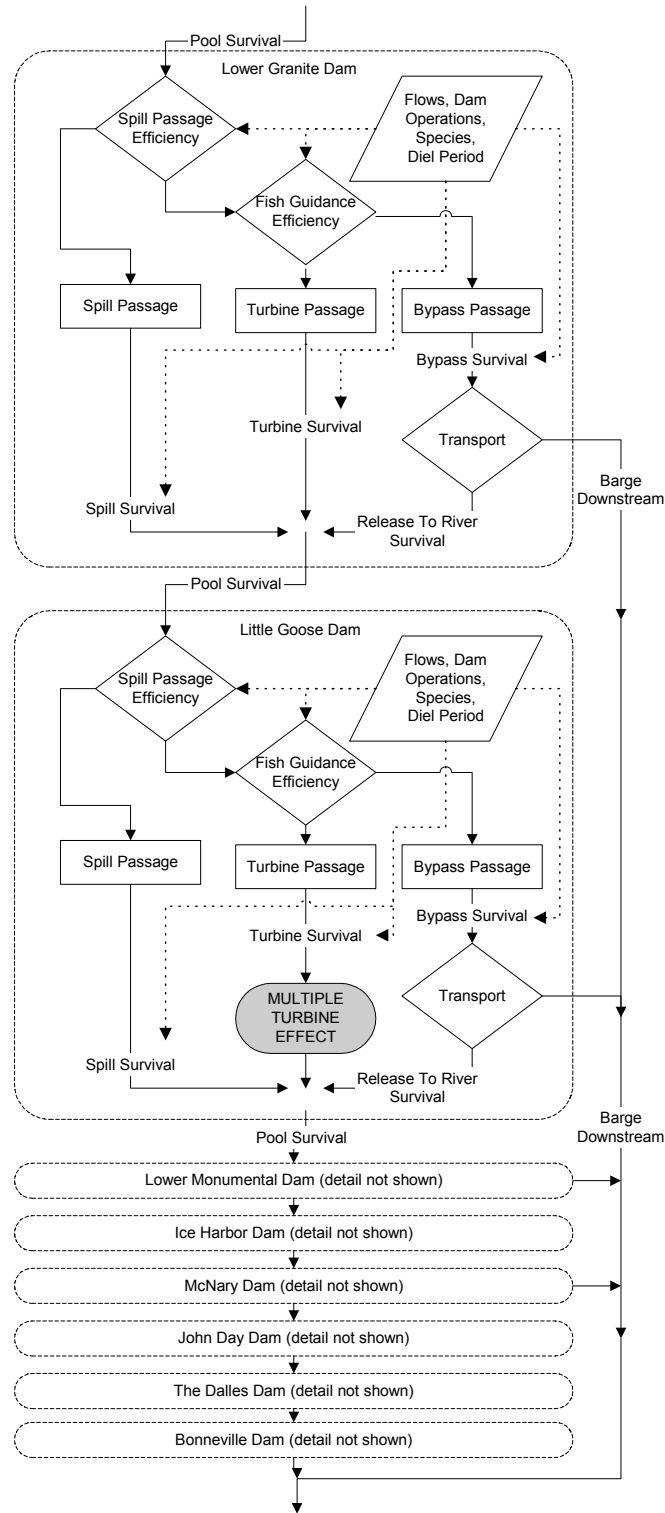 Pool Survival
Lower Granite Dam
Spill Passage
Efficiency
Flows, Dam
Operations,
Species,
Diel Period
Fish Guidance
Efficiency
Spill Passage
Turbine Passage
Bypass Passage
Bypass Survival
Turbine Survival
Transport
Barge
Downstream
Spill Survival
Release To River
Survival
Pool Survival
Little Goose Dam
Spill Passage
Efficiency
Flows, Dam
Operations,
Species,
Diel Period
Fish Guidance
Efficiency
Spill Passage
Turbine Passage
Bypass Passage
Bypass Survival
Turbine Survival
MULTIPLE
TURBINE
EFFECT
Transport
Spill Survival
Release To River
Survival
Barge
Downstream
Pool Survival
Lower Monumental Dam (detail not shown)
Ice Harbor Dam (detail not shown)
McNary Dam (detail not shown)
John Day Dam (detail not shown)
The Dalles Dam (detail not shown)
Bonneville Dam (detail not shown)